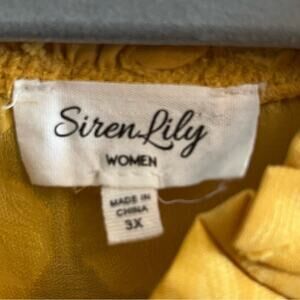 Siren Lily
WOMEN
MADE IN
CHINA
3X